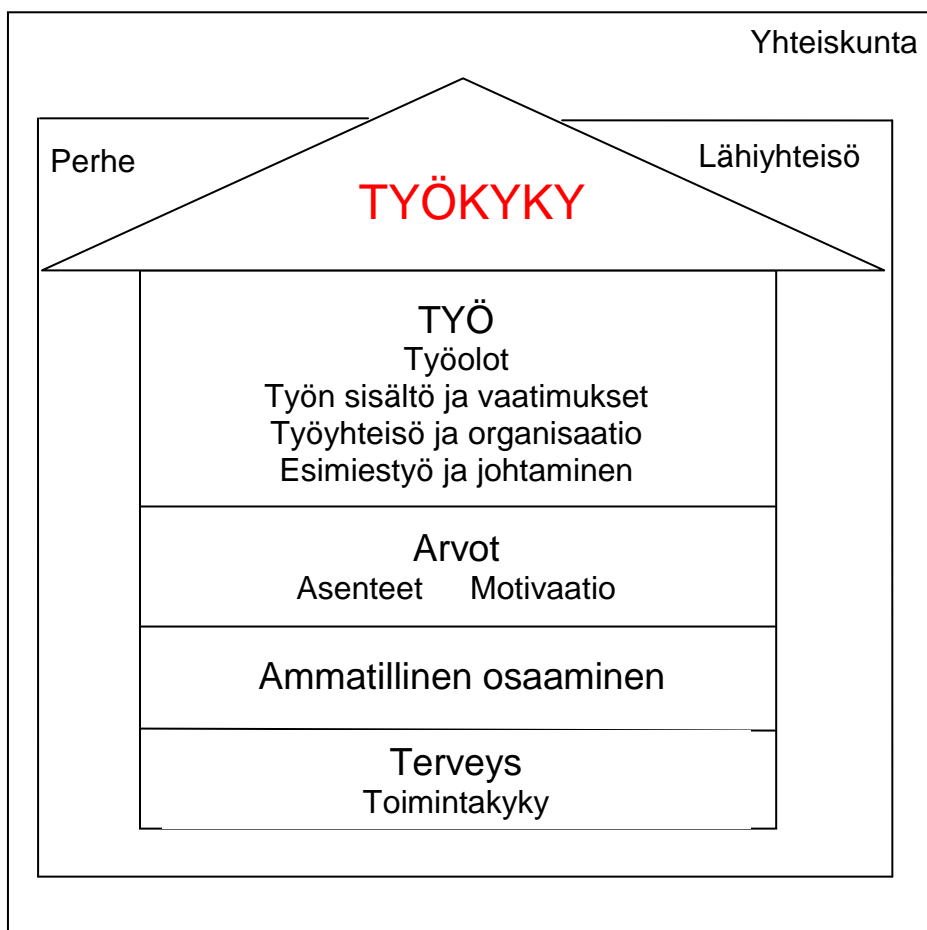 Yhteiskunta
Perhe
Lähiyhteisö
TYÖKYKY
TYÖ
Työolot
Työn sisältö ja vaatimukset
Työyhteisö ja organisaatio
Esimiestyö ja johtaminen
Arvot
Asenteet Motivaatio
Ammatillinen osaaminen
Terveys
Toimintakyky